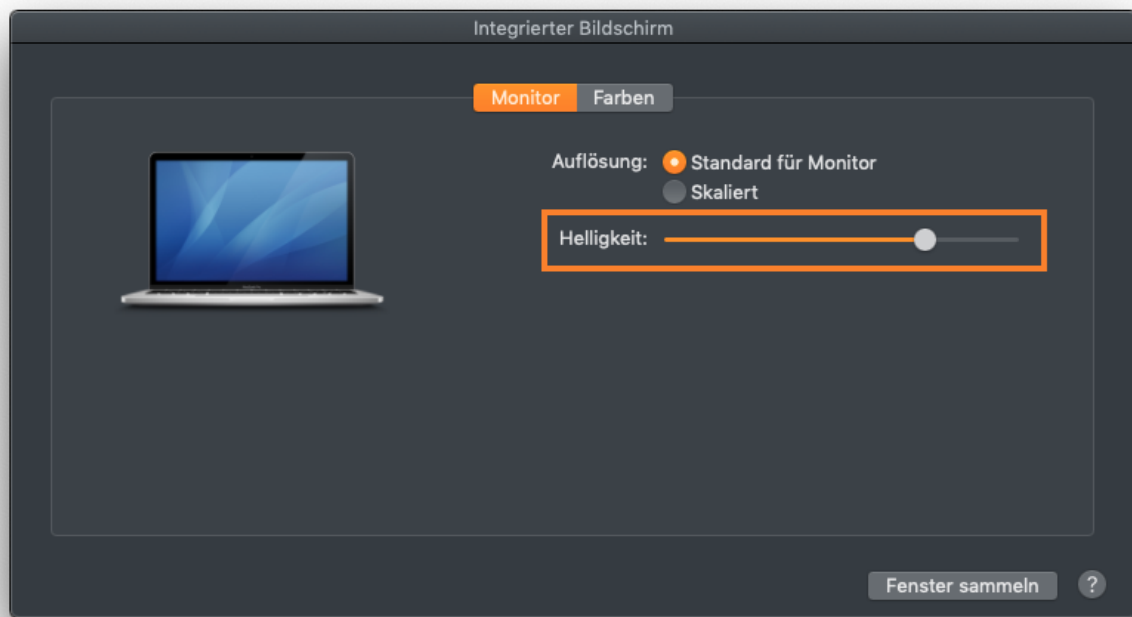 Integrierter Bildschirm
Monitor Farben
Auflösung: Standard für Monitor
Skaliert
Helligkeit:
Fenster sammeln ?